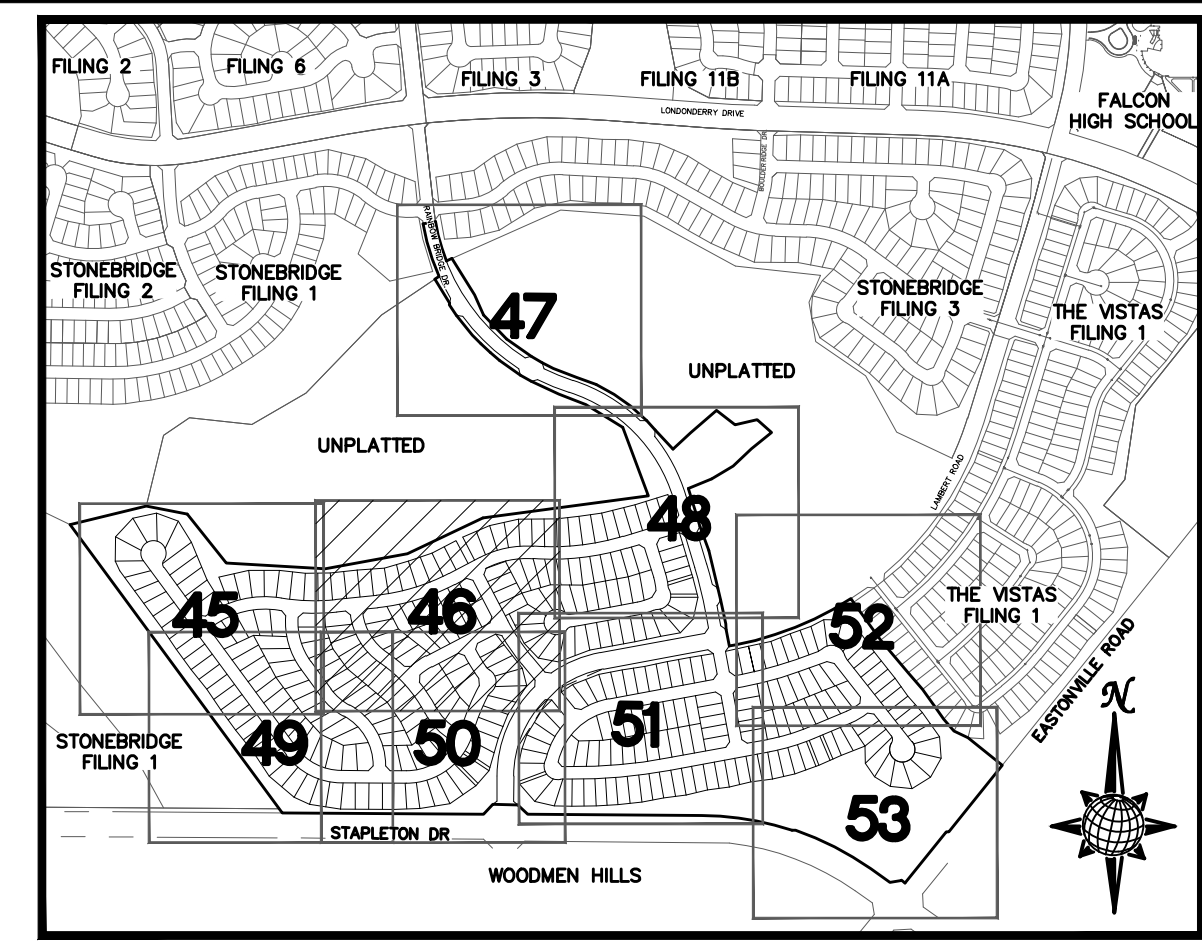 FILING 2
FILING 6
FILING 3
FILING 11B
FILING 11A
FALCON
HIGH SCHOOL
LONDONDERRY DRIVE
BOULDER RIDGE DR
RAINBOW BRIDGE DR.
STONEBRIDGE
FILING 2
STONEBRIDGE
FILING 1
STONEBRIDGE
FILING 3
THE VISTAS
FILING 1
47
UNPLATTED
UNPLATTED
LAMBERT ROAD
48
45
46
52
THE VISTAS
FILING 1
EASTONVILLE ROAD
N
STONEBRIDGE
FILING 1
49
50
51
53
STAPLETON DR
WOODMEN HILLS